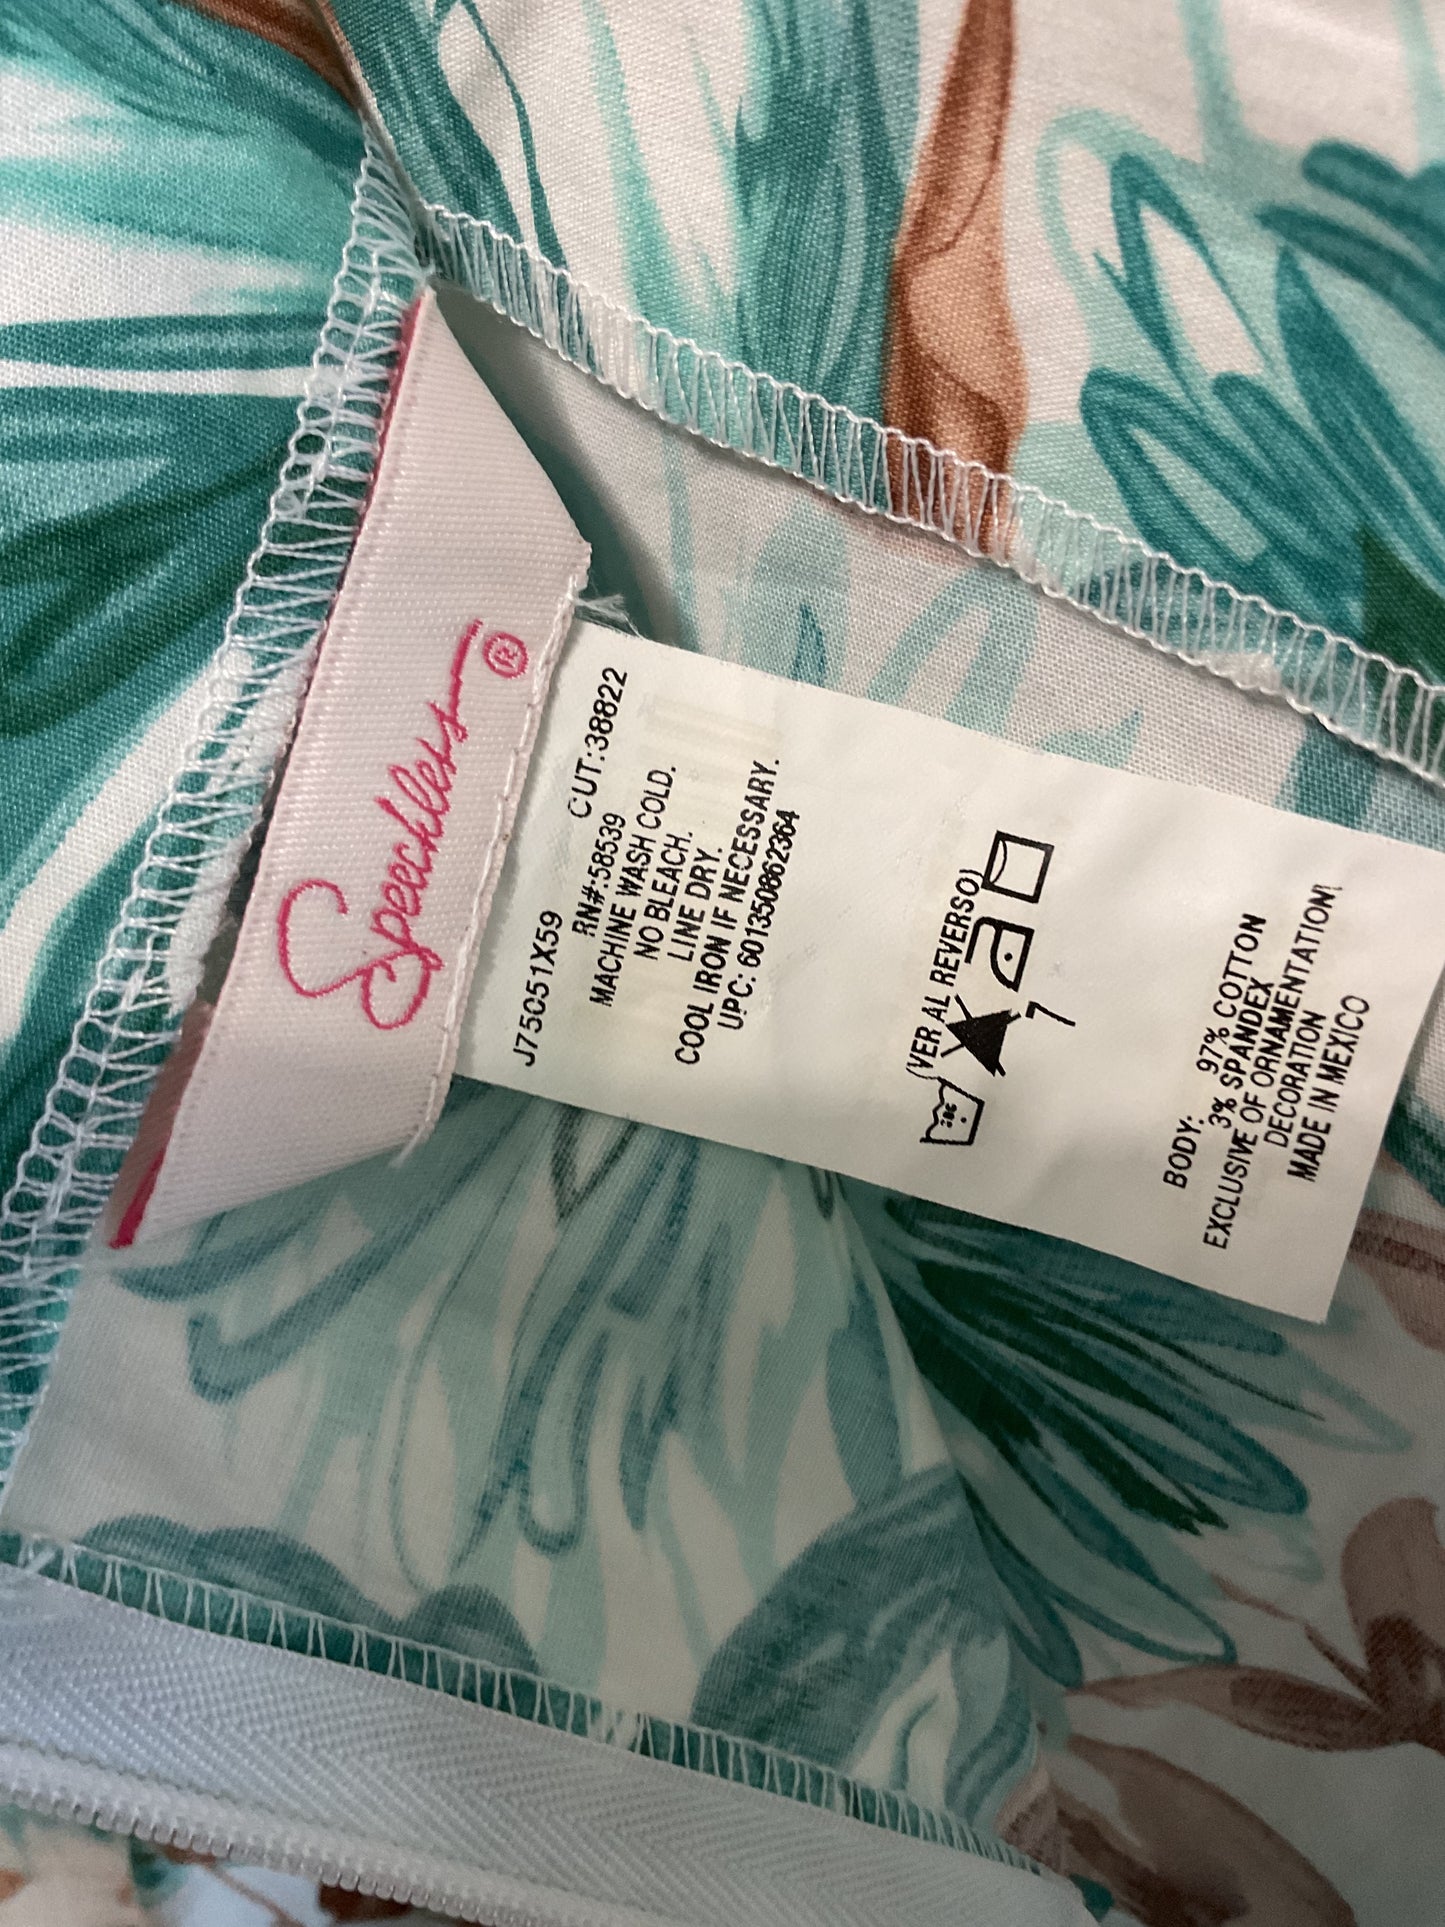 Speechless®
J75051X59
RN#:58539 CUT:38822
MACHINE WASH COLD.
NO BLEACH.
LINE DRY.
COOL IRON IF NECESSARY.
UPC: 601350862364
(VER AL REVERSO)
7
BODY: 97% COTTON
3% SPANDEX
EXCLUSIVE OF ORNAMENTATION!
DECORATION
MADE IN MEXICO